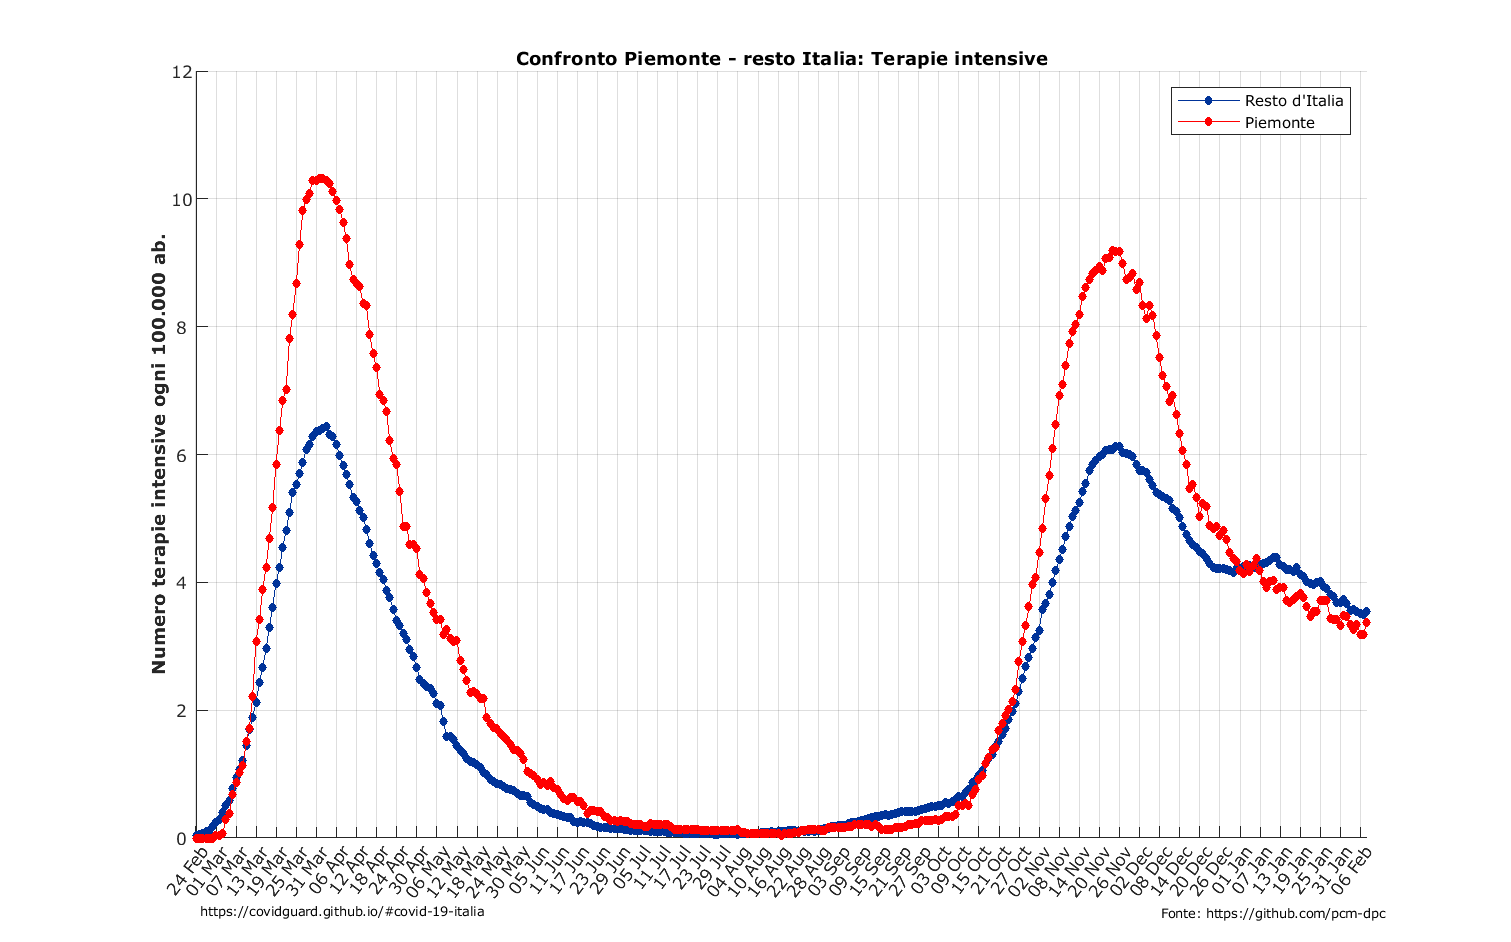 Confronto Piemonte - resto Italia: Terapie intensive
Resto d'Italia
Piemonte
Numero terapie intensive ogni 100.000 ab.
12
10
8
6
4
2
0
24 Feb
01 Mar
07 Mar
13 Mar
19 Mar
25 Mar
31 Mar
06 Apr
12 Apr
18 Apr
24 Apr
30 Apr
06 May
12 May
18 May
24 May
30 May
05 Jun
11 Jun
17 Jun
23 Jun
29 Jun
05 Jul
11 Jul
17 Jul
23 Jul
29 Jul
04 Aug
10 Aug
16 Aug
22 Aug
28 Aug
03 Sep
09 Sep
15 Sep
21 Sep
27 Sep
03 Oct
09 Oct
15 Oct
21 Oct
27 Oct
02 Nov
08 Nov
14 Nov
20 Nov
26 Nov
02 Dec
08 Dec
14 Dec
20 Dec
26 Dec
01 Jan
07 Jan
13 Jan
19 Jan
25 Jan
31 Jan
06 Feb
https://covidguard.github.io/#covid-19-italia
Fonte: https://github.com/pcm-dpc